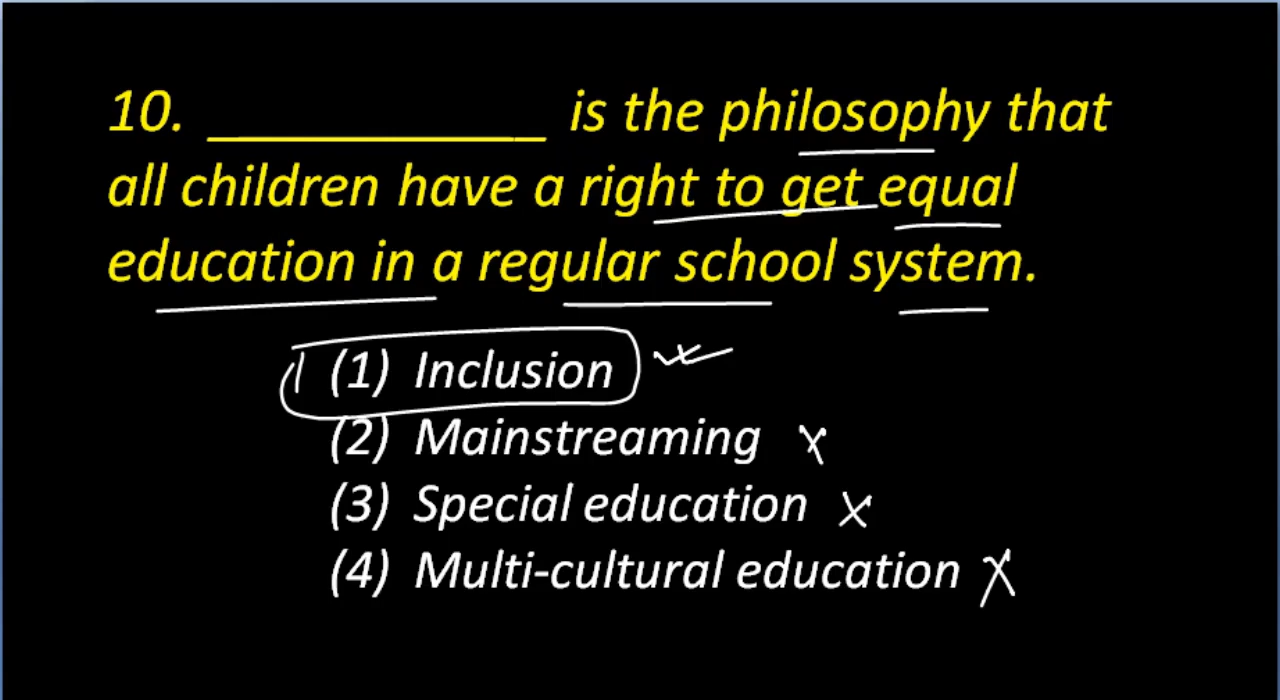 10. ____________ is the philosophy that
all children have a right to get equal
education in a regular school system.
(1) Inclusion
(2) Mainstreaming
(3) Special education
(4) Multi-cultural education